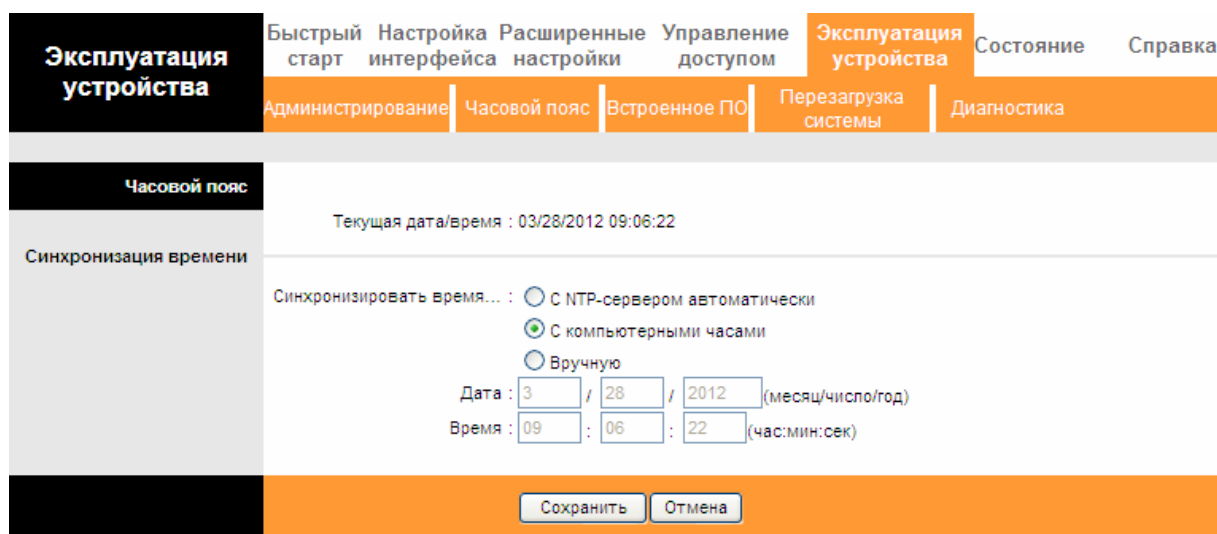 Эксплуатация
устройства
Быстрый старт
Настройка интерфейса
Расширенные настройки
Управление доступом
Эксплуатация устройства
Состояние
Справка
Администрирование
Часовой пояс
Встроенное ПО
Перезагрузка системы
Диагностика
Часовой пояс
Текущая дата/время : 03/28/2012 09:06:22
Синхронизация времени
Синхронизировать время... : С NTP-сервером автоматически
С компьютерными часами
Вручную
Дата : 3 / 28 / 2012 (месяц/число/год)
Время : 09 : 06 : 22 (час:мин:сек)
Сохранить Отмена